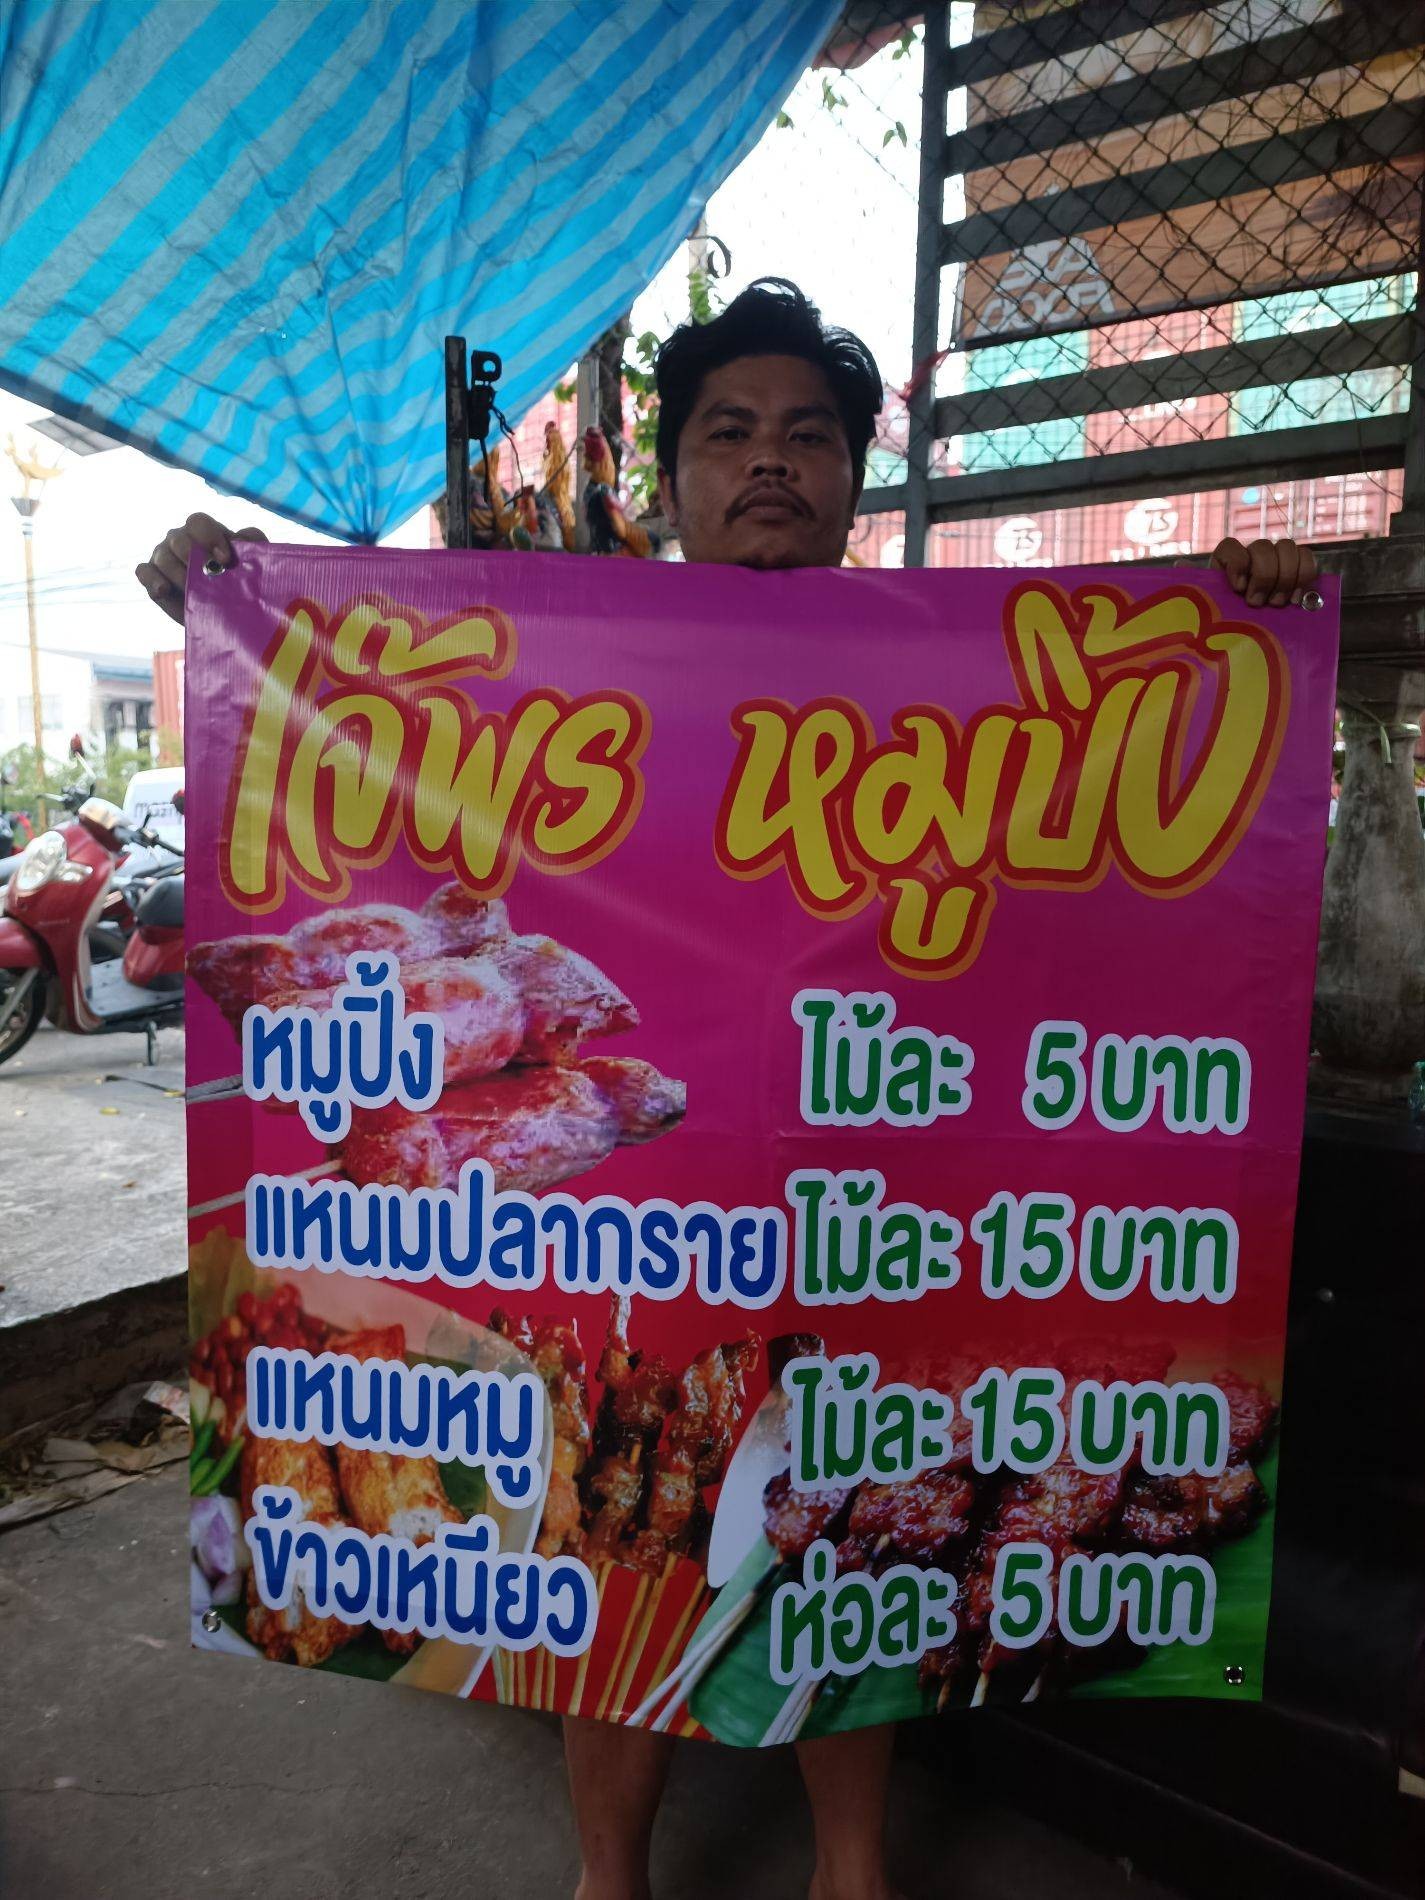 เจ๊พร หมูปิ้ง
หมูปิ้ง ไม้ละ 5 บาท
แหนมปลากราย ไม้ละ 15 บาท
แหนมหมู ไม้ละ 15 บาท
ข้าวเหนียว ห่อละ 5 บาท